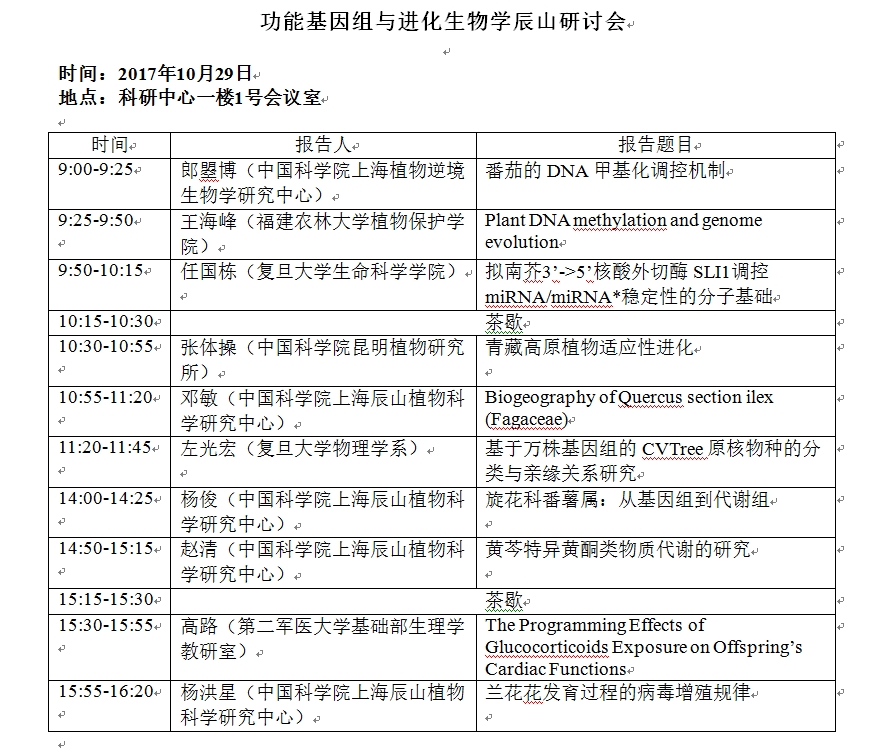 功能基因组与进化生物学辰山研讨会
时间：2017年10月29日
地点：科研中心一楼1号会议室
时间 报告人 报告题目
9:00-9:25 郎曌博（中国科学院上海植物逆境 番茄的 DNA 甲基化调控机制
生物学研究中心）
9:25-9:50 王海峰（福建农林大学植物保护学 Plant DNA methylation and genome
院） evolution
9:50-10:15 任国栋（复旦大学生命科学学院） 拟南芥3’->5’核酸外切酶 SLI1调控
miRNA/miRNA*稳定性的分子基础
10:15-10:30 茶歇
10:30-10:55 张体操（中国科学院昆明植物研究 青藏高原植物适应性进化
所）
10:55-11:20 邓敏（中国科学院上海辰山植物科 Biogeography of Quercus section ilex
学研究中心） (Fagaceae)
11:20-11:45 左光宏（复旦大学物理学系） 基于万株基因组的 CVTree 原核物种的分
类与亲缘关系研究
14:00-14:25 杨俊（中国科学院上海辰山植物科 旋花科番薯属：从基因组到代谢组
学研究中心）
14:50-15:15 赵清（中国科学院上海辰山植物科 黄芩特异黄酮类物质代谢的研究
学研究中心）
15:15-15:30 茶歇
15:30-15:55 高路（第二军医大学基础部生理学 The Programming Effects of
教研室） Glucocorticoids Exposure on Offspring’s
Cardiac Functions
15:55-16:20 杨洪星（中国科学院上海辰山植物 兰花花发育过程的病毒增殖规律
科学研究中心）